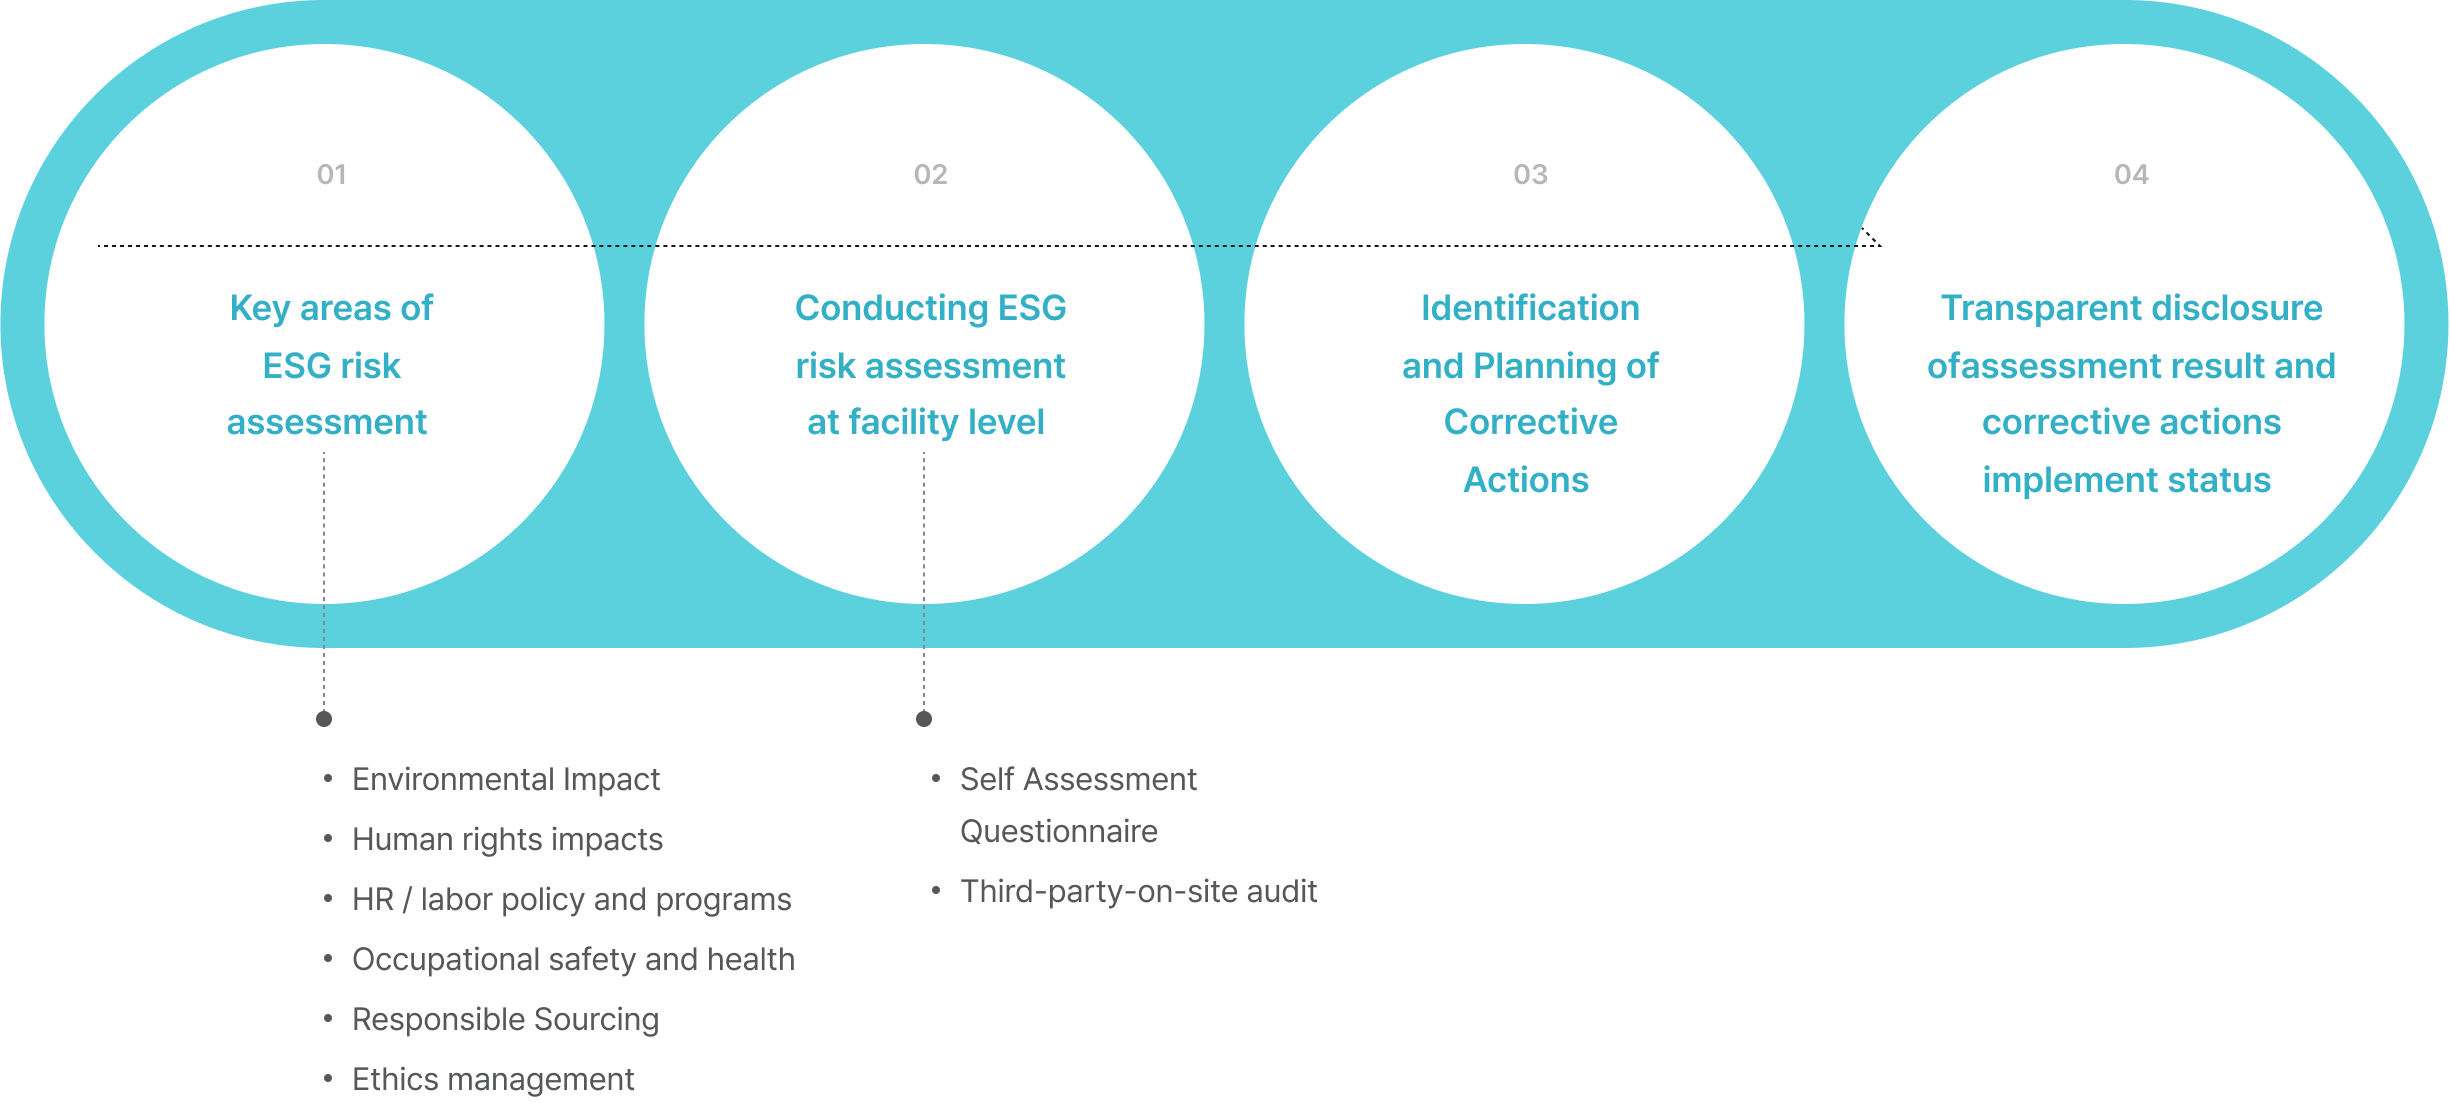 01
Key areas of
ESG risk
assessment
02
Conducting ESG
risk assessment
at facility level
03
Identification
and Planning of
Corrective
Actions
04
Transparent disclosure
ofassessment result and
corrective actions
implement status
• Environmental Impact
• Human rights impacts
• HR / labor policy and programs
• Occupational safety and health
• Responsible Sourcing
• Ethics management
• Self Assessment
Questionnaire
• Third-party-on-site audit